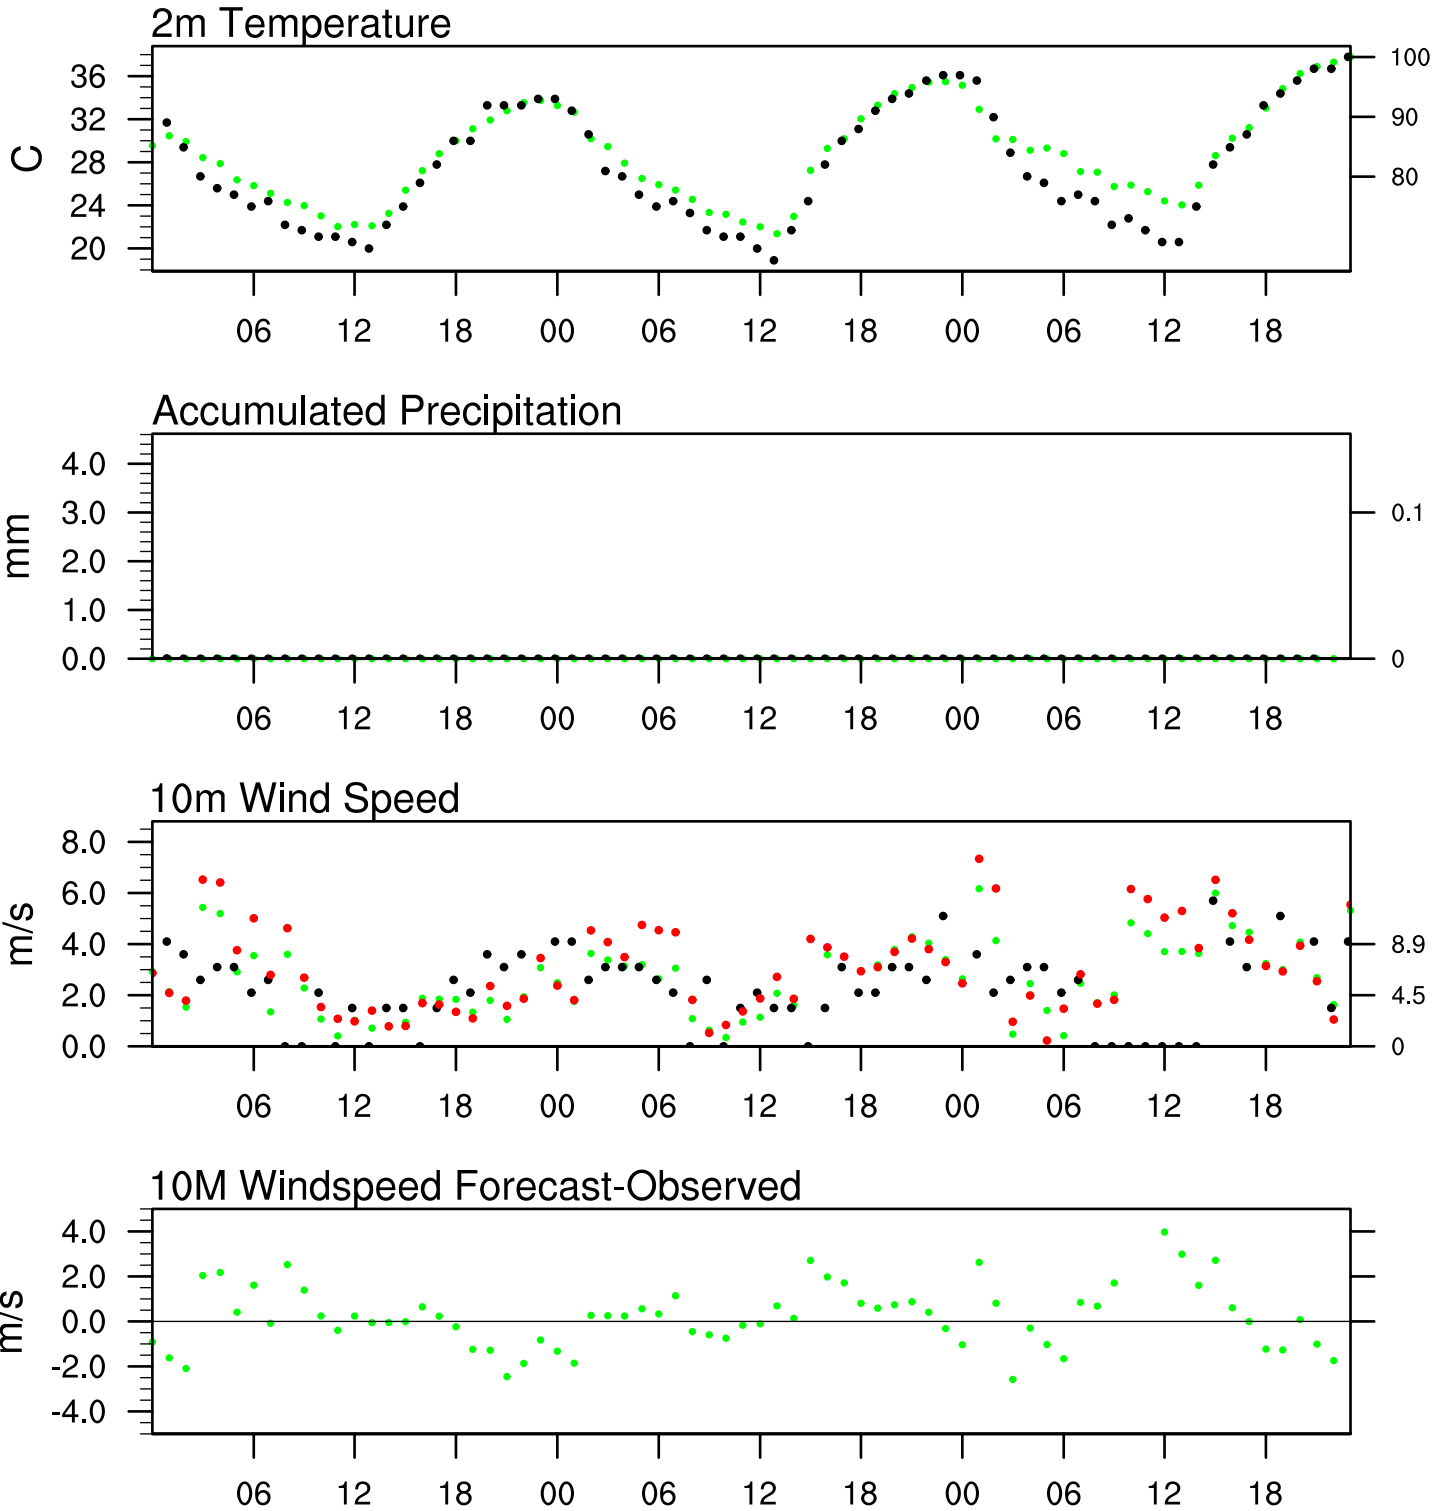 2m Temperature
36
32
28
24
20
C
100
90
80
06 12 18 00 06 12 18 00 06 12 18
Accumulated Precipitation
4.0
3.0
2.0
1.0
0.0
mm
0.1
0
06 12 18 00 06 12 18 00 06 12 18
10m Wind Speed
8.0
6.0
4.0
2.0
0.0
m/s
8.9
4.5
0
06 12 18 00 06 12 18 00 06 12 18
10M Windspeed Forecast-Observed
4.0
2.0
0.0
-2.0
-4.0
m/s
06 12 18 00 06 12 18 00 06 12 18